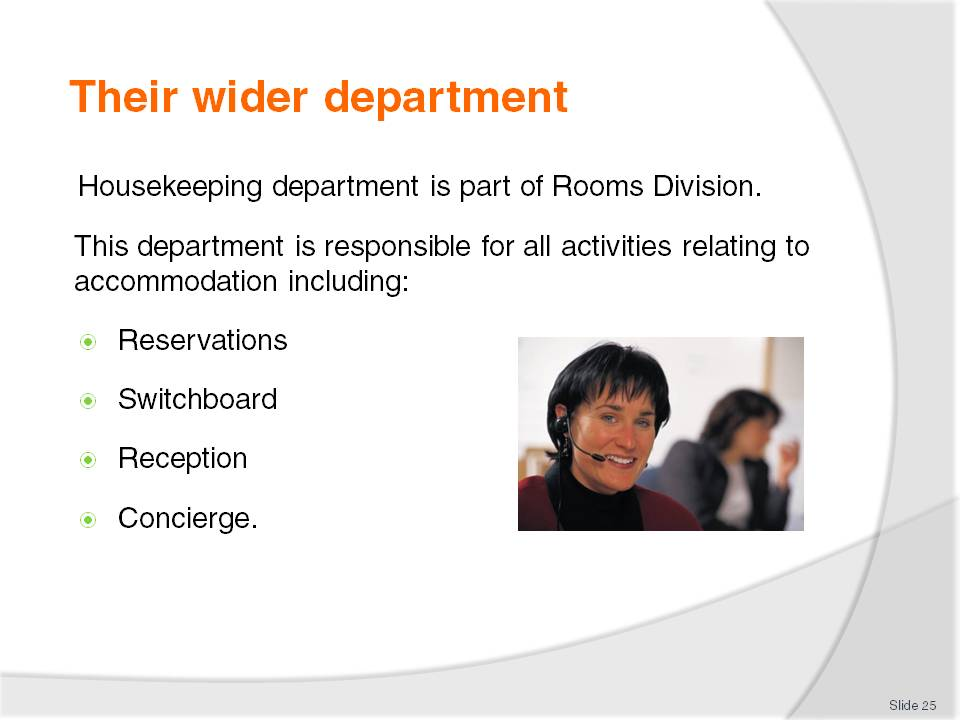 Their wider department
Housekeeping department is part of Rooms Division.
This department is responsible for all activities relating to
accommodation including:
Reservations
Switchboard
Reception
Concierge.
Slide 25